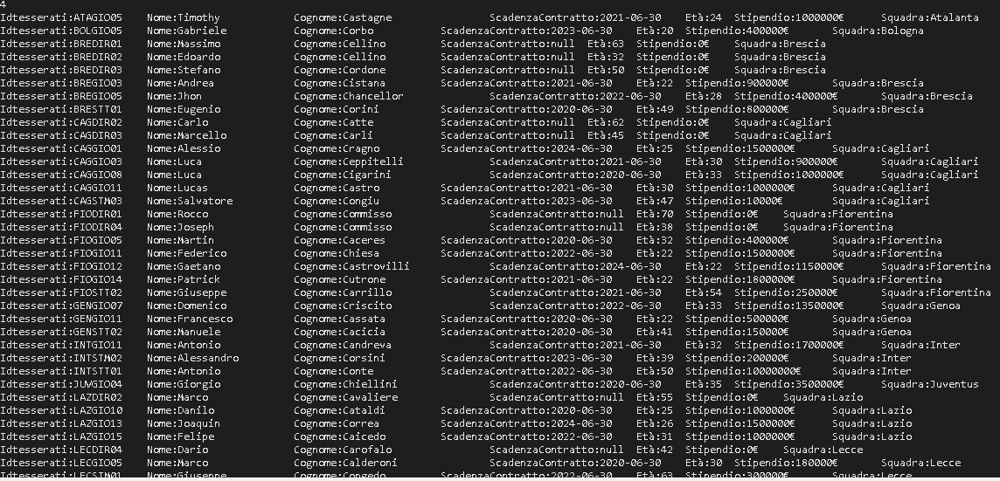 4
Idtesserati:ATAGIO05 Nome:Timothy Cognome:Castagne ScadenzaContratto:2021-06-30 Età:24 Stipendio:1000000€ Squadra:Atalanta
Idtesserati:BOLGIO05 Nome:Gabriele Cognome:Corbo ScadenzaContratto:2023-06-30 Età:20 Stipendio:400000€ Squadra:Bologna
Idtesserati:BREDIR01 Nome:Massimo Cognome:Cellino ScadenzaContratto:null Età:63 Stipendio:0€ Squadra:Brescia
Idtesserati:BREDIR02 Nome:Edoardo Cognome:Cellino ScadenzaContratto:null Età:32 Stipendio:0€ Squadra:Brescia
Idtesserati:BREDIR03 Nome:Stefano Cognome:Cordone ScadenzaContratto:null Età:50 Stipendio:0€ Squadra:Brescia
Idtesserati:BREGIO03 Nome:Andrea Cognome:Cistana ScadenzaContratto:2021-06-30 Età:22 Stipendio:900000€ Squadra:Brescia
Idtesserati:BREGIO05 Nome:Jhon Cognome:Chancellor ScadenzaContratto:2022-06-30 Età:28 Stipendio:400000€ Squadra:Brescia
Idtesserati:BRESTT01 Nome:Eugenio Cognome:Corini ScadenzaContratto:2020-06-30 Età:49 Stipendio:800000€ Squadra:Brescia
Idtesserati:CAGDIR02 Nome:Carlo Cognome:Catte ScadenzaContratto:null Età:62 Stipendio:0€ Squadra:Cagliari
Idtesserati:CAGDIR03 Nome:Marcello Cognome:Carli ScadenzaContratto:null Età:45 Stipendio:0€ Squadra:Cagliari
Idtesserati:CAGGIO01 Nome:Alessio Cognome:Cragno ScadenzaContratto:2024-06-30 Età:25 Stipendio:1500000€ Squadra:Cagliari
Idtesserati:CAGGIO03 Nome:Luca Cognome:Ceppitelli ScadenzaContratto:2021-06-30 Età:30 Stipendio:900000€ Squadra:Cagliari
Idtesserati:CAGGIO08 Nome:Luca Cognome:Cigarini ScadenzaContratto:2020-06-30 Età:33 Stipendio:1000000€ Squadra:Cagliari
Idtesserati:CAGGIO11 Nome:Lucas Cognome:Castro ScadenzaContratto:2021-06-30 Età:30 Stipendio:1000000€ Squadra:Cagliari
Idtesserati:CAGSTM03 Nome:Salvatore Cognome:Congiu ScadenzaContratto:2023-06-30 Età:47 Stipendio:10000€ Squadra:Cagliari
Idtesserati:FIODIR01 Nome:Rocco Cognome:Commisso ScadenzaContratto:null Età:70 Stipendio:0€ Squadra:Fiorentina
Idtesserati:FIODIR04 Nome:Joseph Cognome:Commisso ScadenzaContratto:null Età:38 Stipendio:0€ Squadra:Fiorentina
Idtesserati:FIOGIO05 Nome:Martin Cognome:Caceres ScadenzaContratto:2020-06-30 Età:32 Stipendio:400000€ Squadra:Fiorentina
Idtesserati:FIOGIO11 Nome:Federico Cognome:Chiesa ScadenzaContratto:2022-06-30 Età:22 Stipendio:1500000€ Squadra:Fiorentina
Idtesserati:FIOGIO12 Nome:Gaetano Cognome:Castrovilli ScadenzaContratto:2024-06-30 Età:22 Stipendio:1150000€ Squadra:Fiorentina
Idtesserati:FIOGIO14 Nome:Patrick Cognome:Cutrone ScadenzaContratto:2021-06-30 Età:22 Stipendio:1800000€ Squadra:Fiorentina
Idtesserati:FIOSTT02 Nome:Giuseppe Cognome:Carrillo ScadenzaContratto:2021-06-30 Età:54 Stipendio:250000€ Squadra:Fiorentina
Idtesserati:GENGIO07 Nome:Domenico Cognome:Criscito ScadenzaContratto:2022-06-30 Età:33 Stipendio:1350000€ Squadra:Genoa
Idtesserati:GENGIO11 Nome:Francesco Cognome:Cassata ScadenzaContratto:2020-06-30 Età:22 Stipendio:500000€ Squadra:Genoa
Idtesserati:GENSTT02 Nome:Manuele Cognome:Cacicia ScadenzaContratto:2020-06-30 Età:41 Stipendio:150000€ Squadra:Genoa
Idtesserati:INTGIO11 Nome:Antonio Cognome:Candreva ScadenzaContratto:2021-06-30 Età:32 Stipendio:1700000€ Squadra:Inter
Idtesserati:INTSTM02 Nome:Alessandro Cognome:Corsini ScadenzaContratto:2023-06-30 Età:39 Stipendio:200000€ Squadra:Inter
Idtesserati:INTSTT01 Nome:Antonio Cognome:Conte ScadenzaContratto:2022-06-30 Età:50 Stipendio:10000000€ Squadra:Inter
Idtesserati:JUVGIO04 Nome:Giorgio Cognome:Chiellini ScadenzaContratto:2020-06-30 Età:35 Stipendio:3500000€ Squadra:Juventus
Idtesserati:LAZDIR02 Nome:Marco Cognome:Cavaliere ScadenzaContratto:null Età:55 Stipendio:0€ Squadra:Lazio
Idtesserati:LAZGIO10 Nome:Danilo Cognome:Cataldi ScadenzaContratto:2020-06-30 Età:25 Stipendio:1000000€ Squadra:Lazio
Idtesserati:LAZGIO13 Nome:Joaquin Cognome:Correa ScadenzaContratto:2024-06-30 Età:26 Stipendio:1500000€ Squadra:Lazio
Idtesserati:LAZGIO15 Nome:Felipe Cognome:Caicedo ScadenzaContratto:2022-06-30 Età:31 Stipendio:1000000€ Squadra:Lazio
Idtesserati:LECDIR04 Nome:Dario Cognome:Carofalo ScadenzaContratto:null Età:42 Stipendio:0€ Squadra:Lecce
Idtesserati:LECGIO05 Nome:Marco Cognome:Calderoni ScadenzaContratto:2020-06-30 Età:30 Stipendio:180000€ Squadra:Lecce
Idtesserati:LECSTM01 Nome:Giuseppe Cognome:Congedo ScadenzaContratto:2022-06-30 Età:63 Stipendio:300000€ Squadra:Lecce